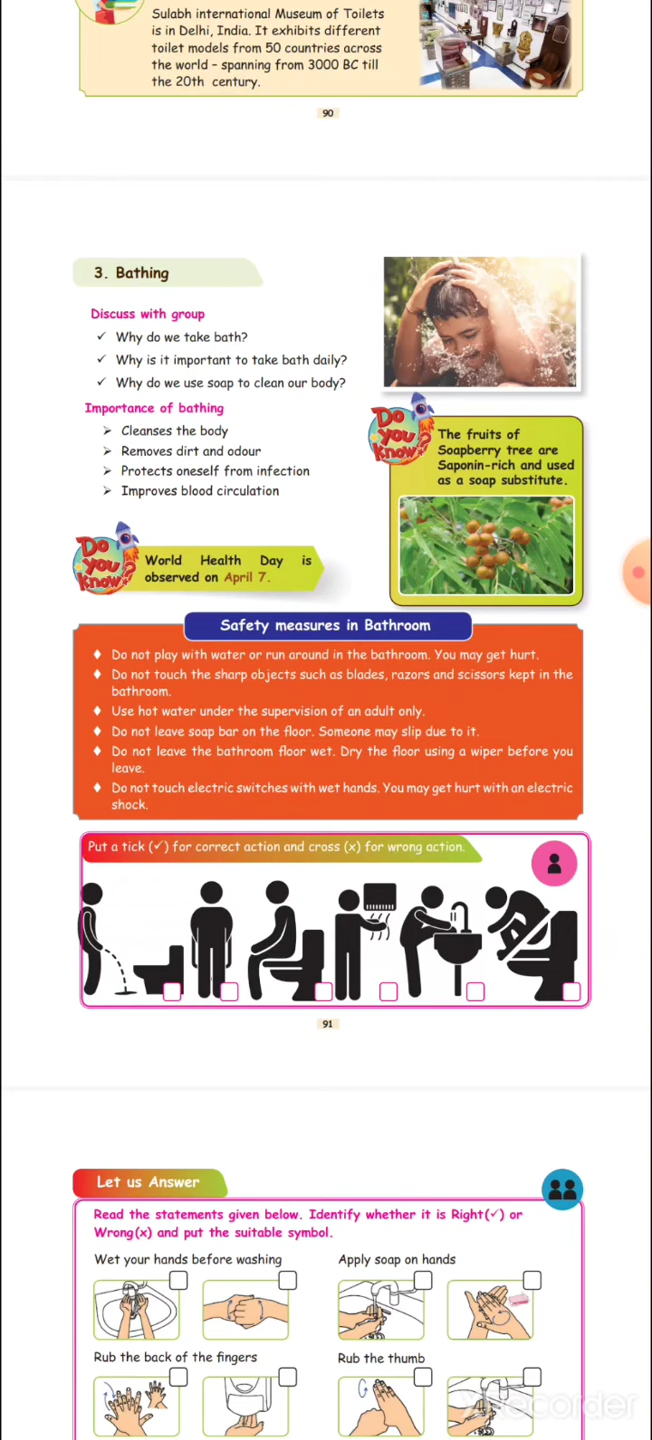 Sulabh international Museum of Toilets
is in Delhi, India. It exhibits different
toilet models from 50 countries across
the world – spanning from 3000 BC till
the 20th century.
90
3. Bathing
Discuss with group
✓ Why do we take bath?
✓ Why is it important to take bath daily?
✓ Why do we use soap to clean our body?
Importance of bathing
➢ Cleanses the body
➢ Removes dirt and odour
➢ Protects oneself from infection
➢ Improves blood circulation
Do
you
Know?
The fruits of
Soapberry tree are
Saponin-rich and used
as a soap substitute.
Do
you
Know?
World Health Day is
observed on April 7.
Safety measures in Bathroom
♦ Do not play with water or run around in the bathroom. You may get hurt.
♦ Do not touch the sharp objects such as blades, razors and scissors kept in the
bathroom.
♦ Use hot water under the supervision of an adult only.
♦ Do not leave soap bar on the floor. Someone may slip due to it.
♦ Do not leave the bathroom floor wet. Dry the floor using a wiper before you
leave.
♦ Do not touch electric switches with wet hands. You may get hurt with an electric
shock.
Put a tick (✓) for correct action and cross (x) for wrong action.
91
Let us Answer
Read the statements given below. Identify whether it is Right(✓) or
Wrong(x) and put the suitable symbol.
Wet your hands before washing
Apply soap on hands
Rub the back of the fingers
Rub the thumb
XRecorder